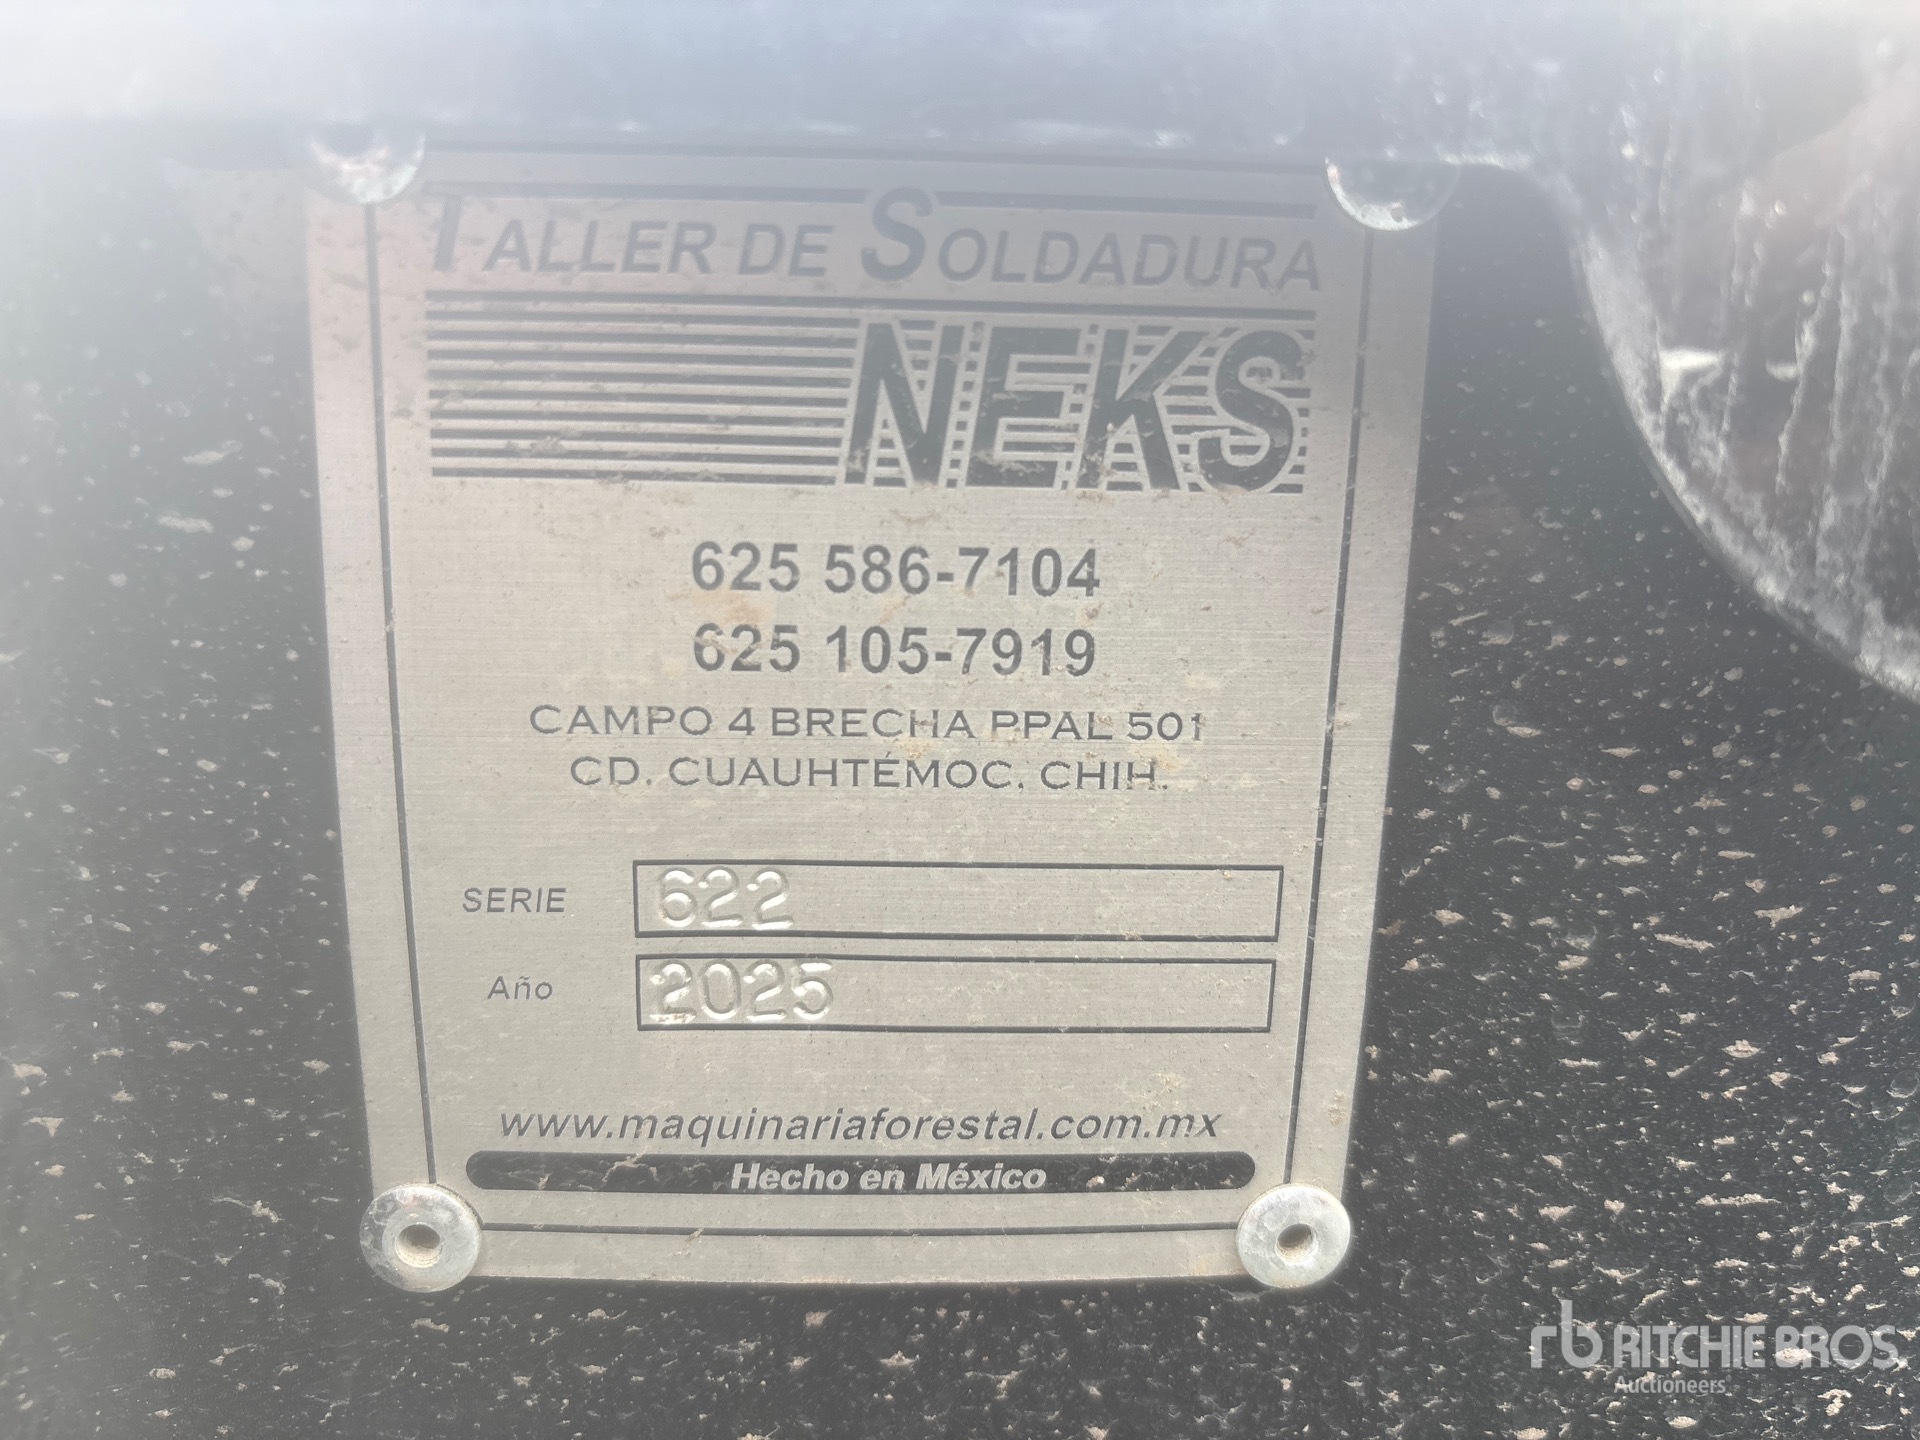 TALLER DE SOLDADURA
NEKS
625 586-7104
625 105-7919
CAMPO 4 BRECHA PPAL 501
CD. CUAUHTÉMOC, CHIH.
SERIE 622
Año 2025
www.maquinariaforestal.com.mx
Hecho en México
rb RITCHIE BROS
Auctioneers